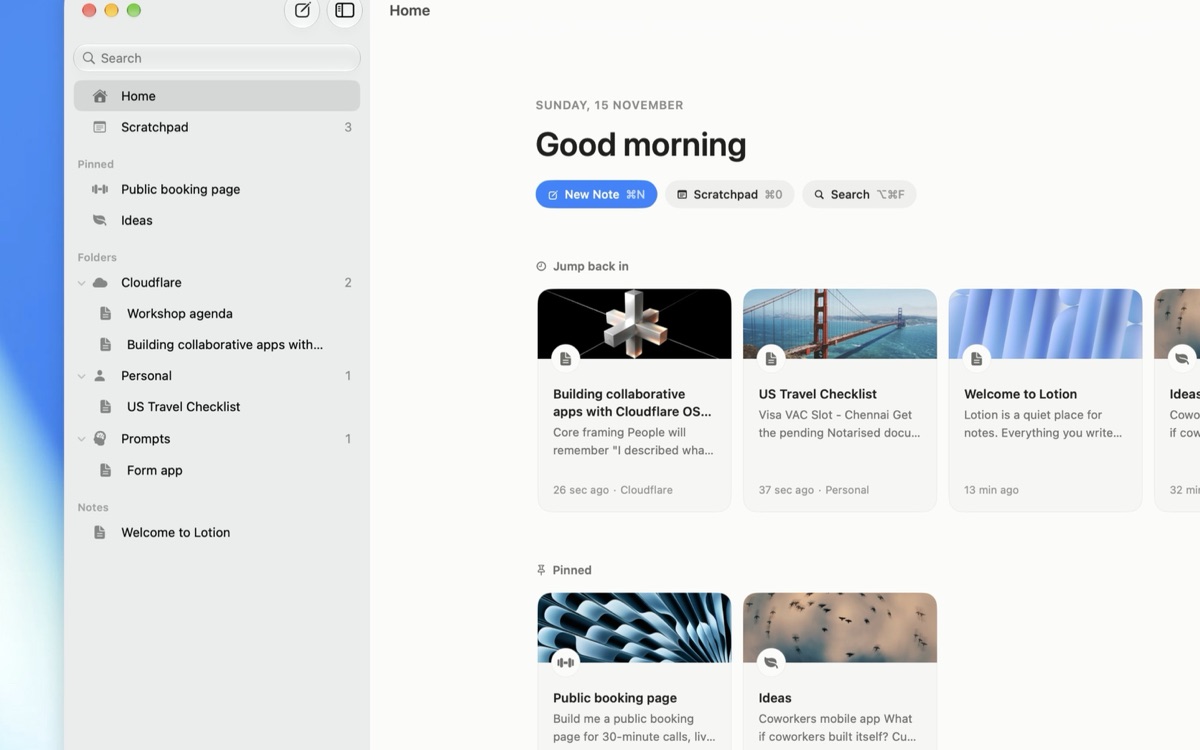 Home
Search
Home
Scratchpad 3
Pinned
Public booking page
Ideas
Folders
Cloudflare 2
Workshop agenda
Building collaborative apps with...
Personal 1
US Travel Checklist
Prompts 1
Form app
Notes
Welcome to Lotion
SUNDAY, 15 NOVEMBER
Good morning
New Note ⌘N Scratchpad ⌘0 Search ⌥⌘F
Jump back in
Building collaborative
apps with Cloudflare OS...
Core framing People will
remember "I described wha...
26 sec ago · Cloudflare
US Travel Checklist
Visa VAC Slot - Chennai Get
the pending Notarised docu...
37 sec ago · Personal
Welcome to Lotion
Lotion is a quiet place for
notes. Everything you write...
13 min ago
Ideas
Cowo
if cow
32 mi
Pinned
Public booking page
Build me a public booking
page for 30-minute calls, liv...
Ideas
Coworkers mobile app What
if coworkers built itself? Cu...